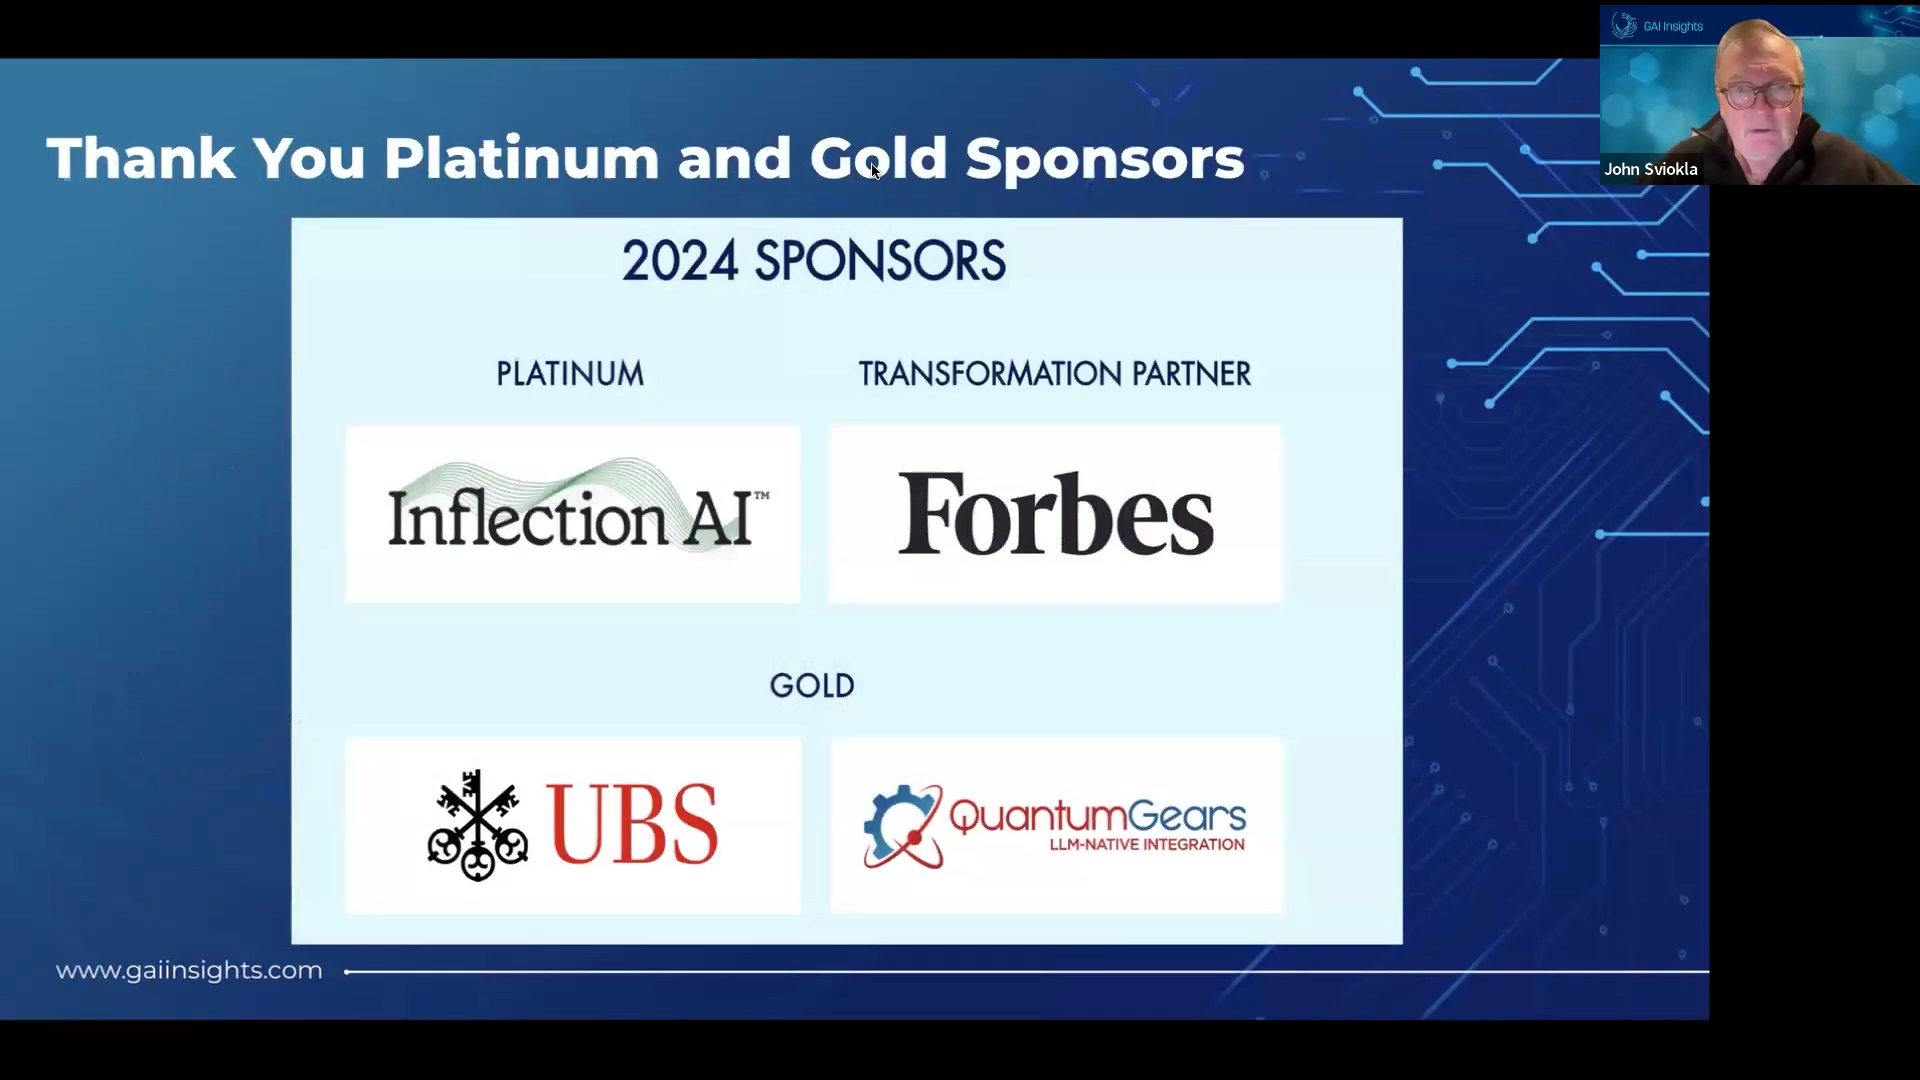 GAI Insights
John Sviokla
Thank You Platinum and Gold Sponsors
2024 SPONSORS
PLATINUM
TRANSFORMATION PARTNER
Inflection AI™
Forbes
GOLD
UBS
QuantumGears
LLM-NATIVE INTEGRATION
www.gaiinsights.com